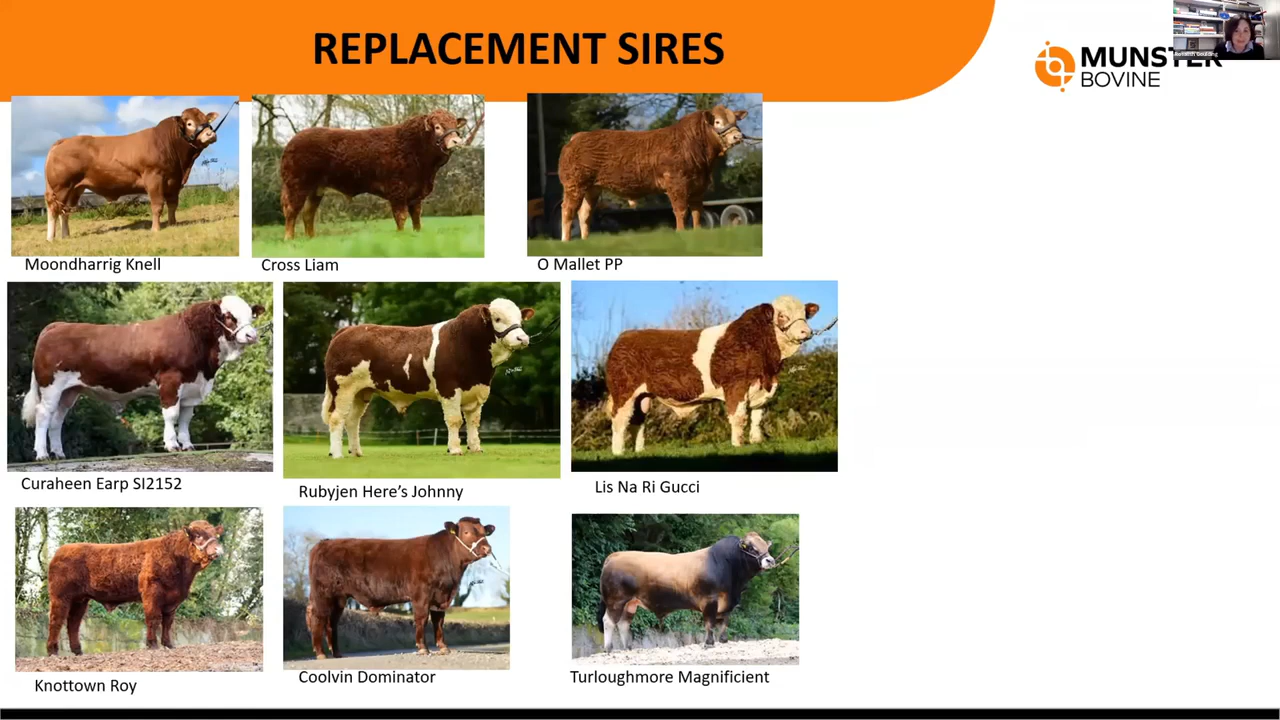 REPLACEMENT SIRES
MUNSTER
BOVINE
Goulding
Moondharrig Knell
Cross Liam
O Mallet PP
Curaheen Earp SI2152
Rubyjen Here's Johnny
Lis Na Ri Gucci
Knottown Roy
Coolvin Dominator
Turloughmore Magnificient